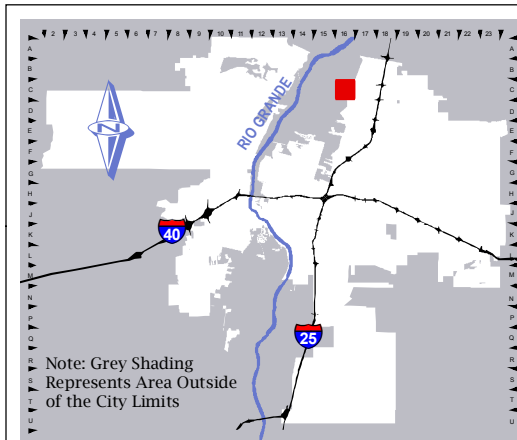 2 3 4 5 6 7 8 9 10 11 12 13 14 15 16 17 18 19 20 21 22 23
A A
B B
C C
D D
E E
F F
G G
H H
J J
K K
L L
M M
N N
P P
Q Q
R R
S S
T T
U U
N
RIO GRANDE
40
25
Note: Grey Shading
Represents Area Outside
of the City Limits